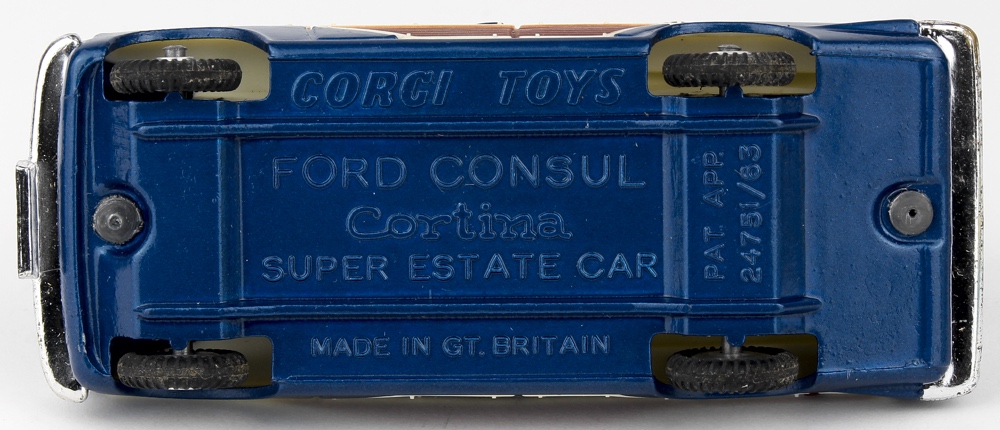 CORGI TOYS
FORD CONSUL
Cortina
SUPER ESTATE CAR
MADE IN GT. BRITAIN
PAT. APP.
24751/63